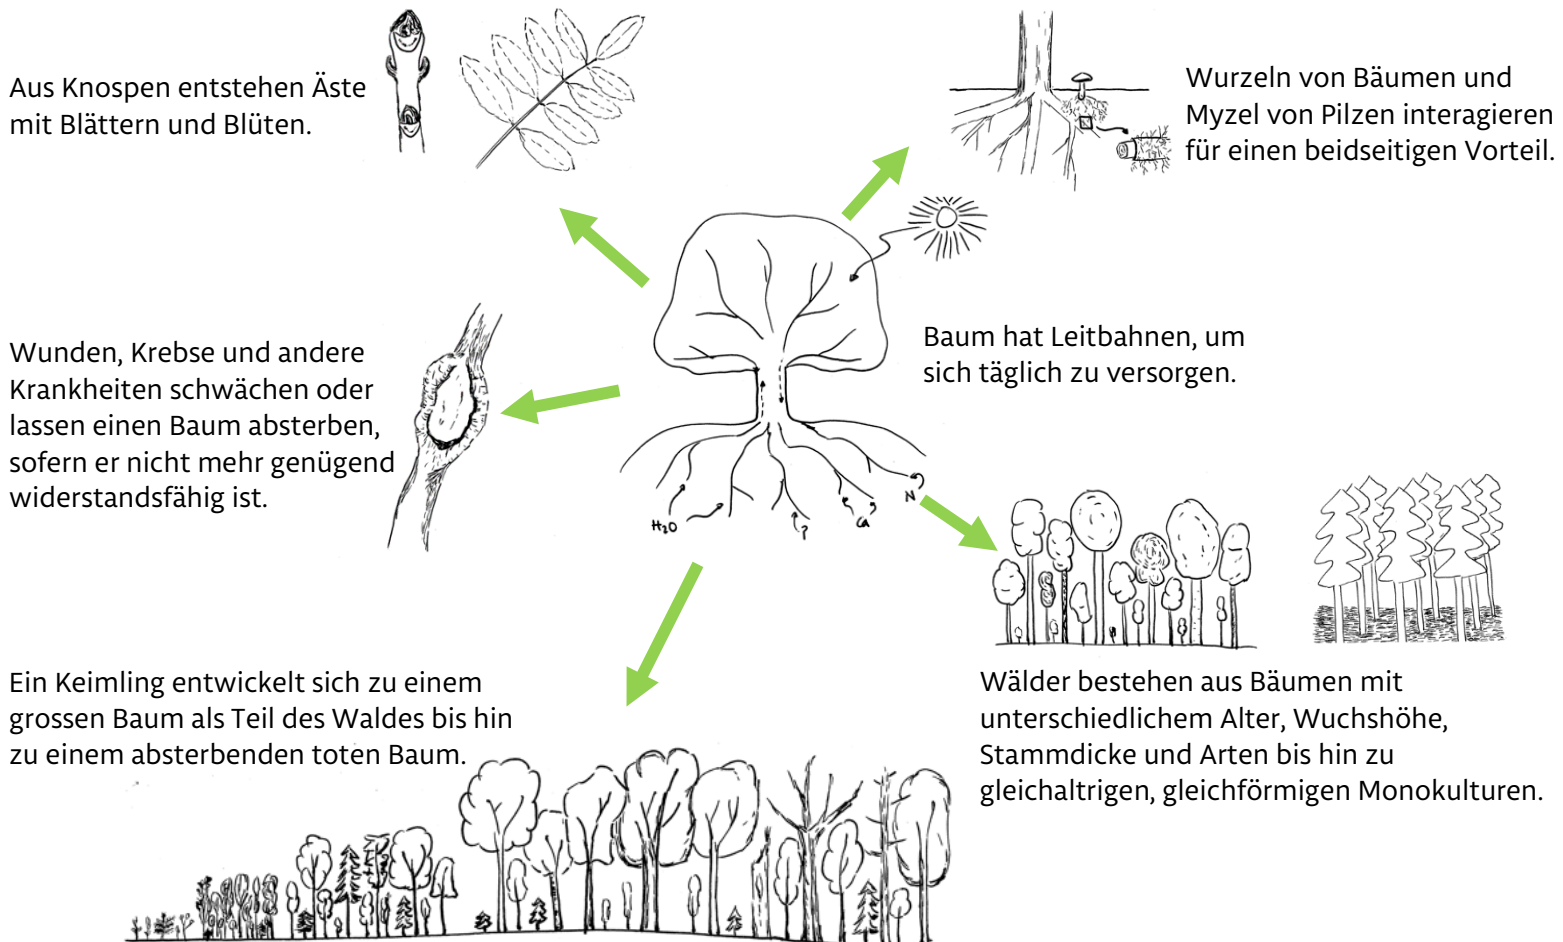 Aus Knospen entstehen Äste
mit Blättern und Blüten.
Wurzeln von Bäumen und
Myzel von Pilzen interagieren
für einen beidseitigen Vorteil.
Wunden, Krebse und andere
Krankheiten schwächen oder
lassen einen Baum absterben,
sofern er nicht mehr genügend
widerstandsfähig ist.
Baum hat Leitbahnen, um
sich täglich zu versorgen.
H2O
?
Ca
N
Ein Keimling entwickelt sich zu einem
grossen Baum als Teil des Waldes bis hin
zu einem absterbenden toten Baum.
Wälder bestehen aus Bäumen mit
unterschiedlichem Alter, Wuchshöhe,
Stammdicke und Arten bis hin zu
gleichaltrigen, gleichförmigen Monokulturen.